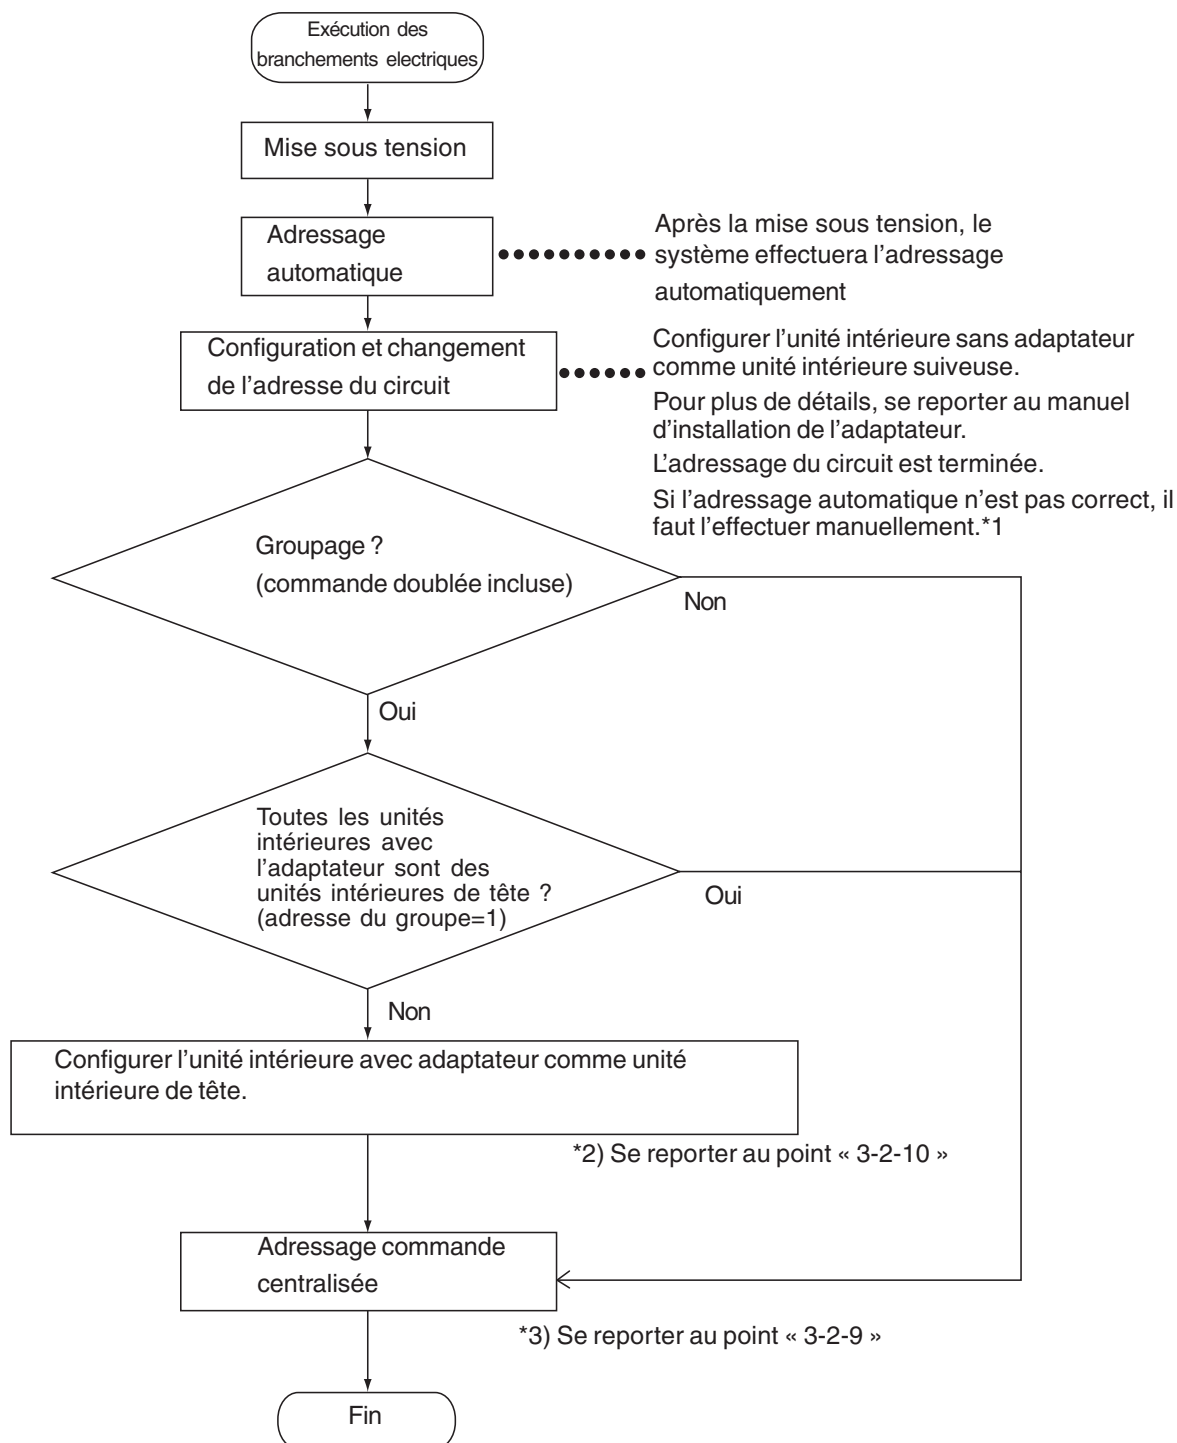 Exécution des
branchements electriques
Mise sous tension
Adressage
automatique
Après la mise sous tension, le
système effectuera l’adressage
automatiquement
Configuration et changement
de l’adresse du circuit
Configurer l’unité intérieure sans adaptateur
comme unité intérieure suiveuse.
Pour plus de détails, se reporter au manuel
d’installation de l’adaptateur.
L’adressage du circuit est terminée.
Si l’adressage automatique n’est pas correct, il
faut l’effectuer manuellement.*1
Groupage ?
(commande doublée incluse)
Non
Oui
Toutes les unités
intérieures avec
l’adaptateur sont des
unités intérieures de tête ?
(adresse du groupe=1)
Oui
Non
Configurer l’unité intérieure avec adaptateur comme unité
intérieure de tête.
*2) Se reporter au point « 3-2-10 »
Adressage commande
centralisée
*3) Se reporter au point « 3-2-9 »
Fin